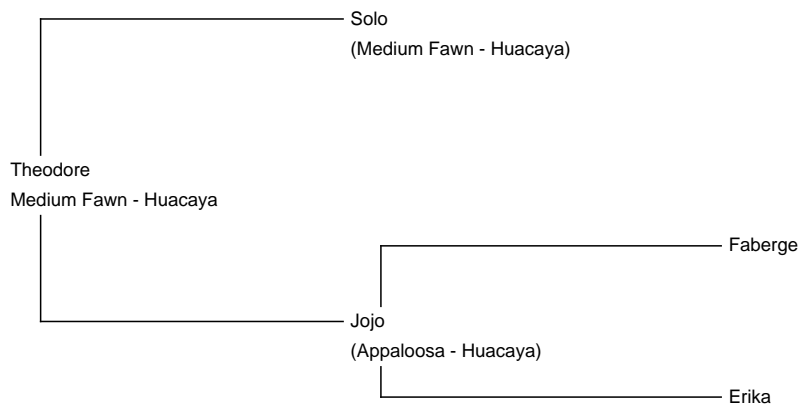 Solo
(Medium Fawn - Huacaya)
Theodore
Medium Fawn - Huacaya
Faberge
Jojo
(Appaloosa - Huacaya)
Erika